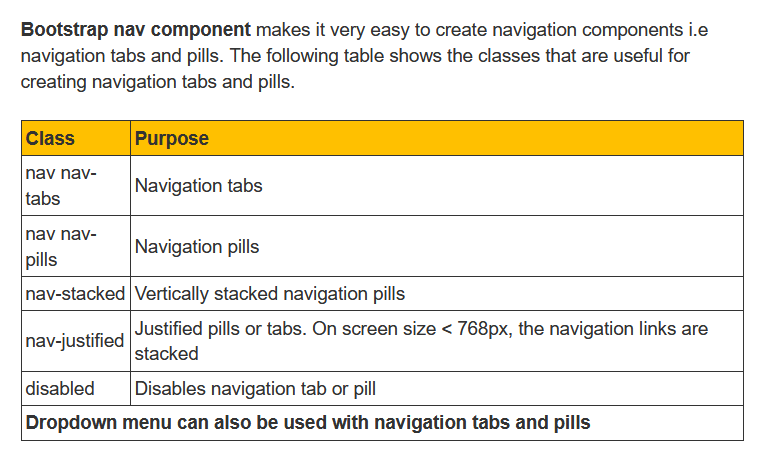 Bootstrap nav component makes it very easy to create navigation components i.e
navigation tabs and pills. The following table shows the classes that are useful for
creating navigation tabs and pills.
Class Purpose
nav nav-
tabs
Navigation tabs
nav nav-
pills
Navigation pills
nav-stacked Vertically stacked navigation pills
nav-justified
Justified pills or tabs. On screen size < 768px, the navigation links are
stacked
disabled Disables navigation tab or pill
Dropdown menu can also be used with navigation tabs and pills